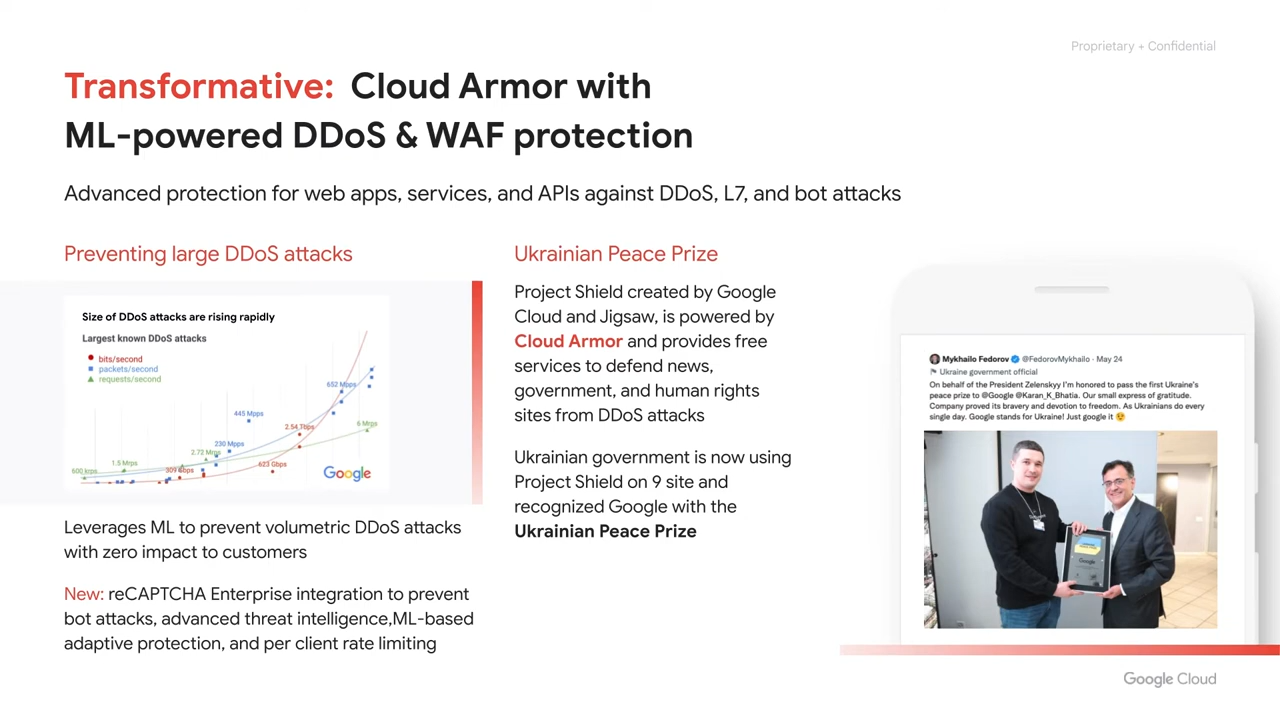 Proprietary + Confidential
Transformative: Cloud Armor with
ML-powered DDoS & WAF protection
Advanced protection for web apps, services, and APIs against DDoS, L7, and bot attacks
Preventing large DDoS attacks
Size of DDoS attacks are rising rapidly
Largest known DDoS attacks
bits/second
packets/second
requests/second
652 Mpps
445 Mpps
2.54 Tbps
6 Mrps
230 Mpps
2.72 Mrps
1.5 Mrps
623 Gbps
600 krps
309 Gbps
Google
Leverages ML to prevent volumetric DDoS attacks
with zero impact to customers
New: reCAPTCHA Enterprise integration to prevent
bot attacks, advanced threat intelligence,ML-based
adaptive protection, and per client rate limiting
Ukrainian Peace Prize
Project Shield created by Google
Cloud and Jigsaw, is powered by
Cloud Armor and provides free
services to defend news,
government, and human rights
sites from DDoS attacks
Ukrainian government is now using
Project Shield on 9 site and
recognized Google with the
Ukrainian Peace Prize
Mykhailo Fedorov @FedorovMykhailo · May 24
Ukraine government official
On behalf of the President Zelenskyy I'm honored to pass the first Ukraine's
peace prize to @Google @Karan_K_Bhatia. Our small express of gratitude.
Company proved its bravery and devotion to freedom. As Ukrainians do every
single day. Google stands for Ukraine! Just google it 😉
Google
Google Cloud